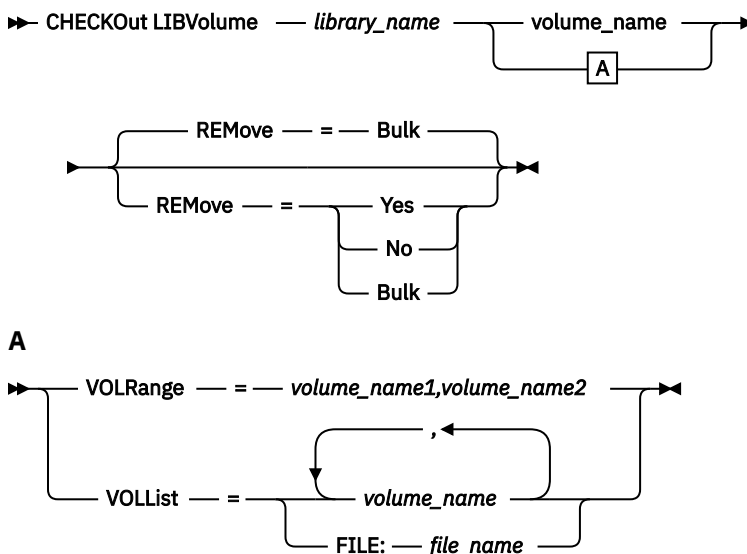 CHECKOut LIBVolume library_name volume_name
A
REMove = Bulk
REMove = Yes
No
Bulk
A
VOLRange = volume_name1,volume_name2
,
VOLList = volume_name
FILE: file_name